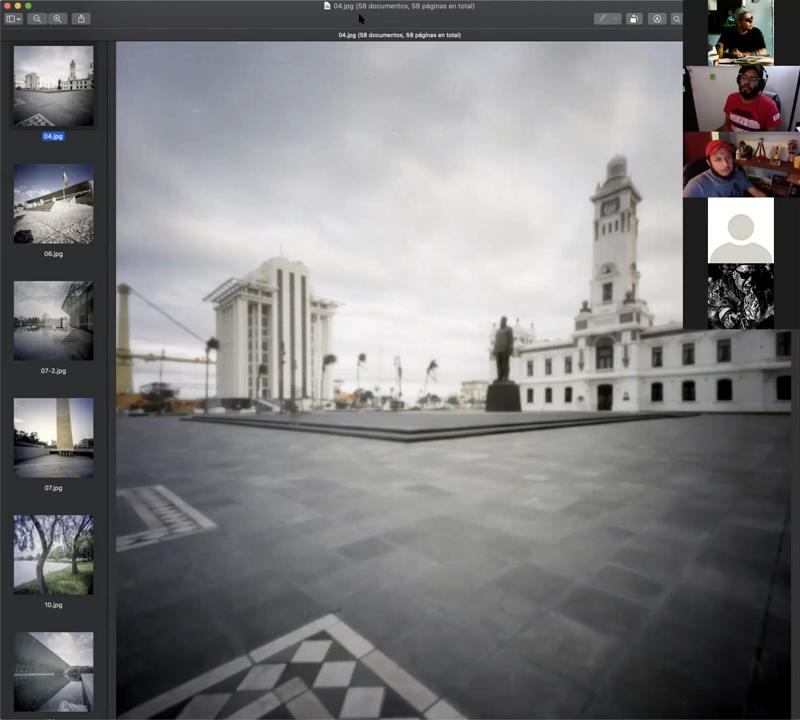 04.jpg (58 documentos, 58 páginas en total)
04.jpg (58 documentos, 58 páginas en total)
04.jpg
06.jpg
07-2.jpg
07.jpg
10.jpg